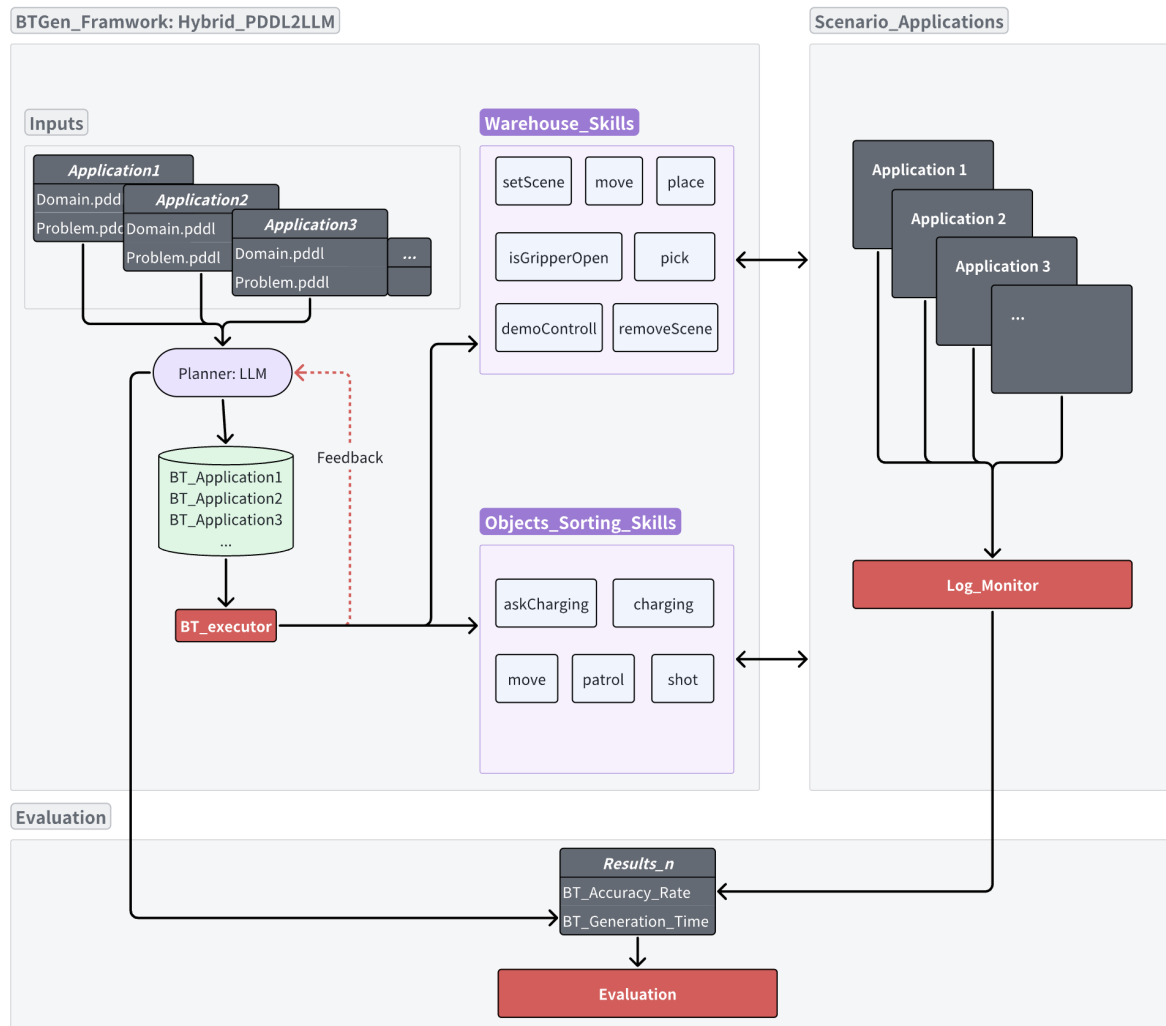 BTGen_Framwork: Hybrid_PDDL2LLM
Scenario_Applications
Inputs
Application1
Domain.pdd
Problem.pdd
Application2
Domain.pddl
Problem.pddl
Application3
Domain.pddl
Problem.pddl
...
Warehouse_Skills
setScene
move
place
isGripperOpen
pick
demoControll
removeScene
Application 1
Application 2
Application 3
...
Planner: LLM
Feedback
BT_Application1
BT_Application2
BT_Application3
...
BT_executor
Objects_Sorting_Skills
askCharging
charging
move
patrol
shot
Log_Monitor
Evaluation
Results_n
BT_Accuracy_Rate
BT_Generation_Time
Evaluation